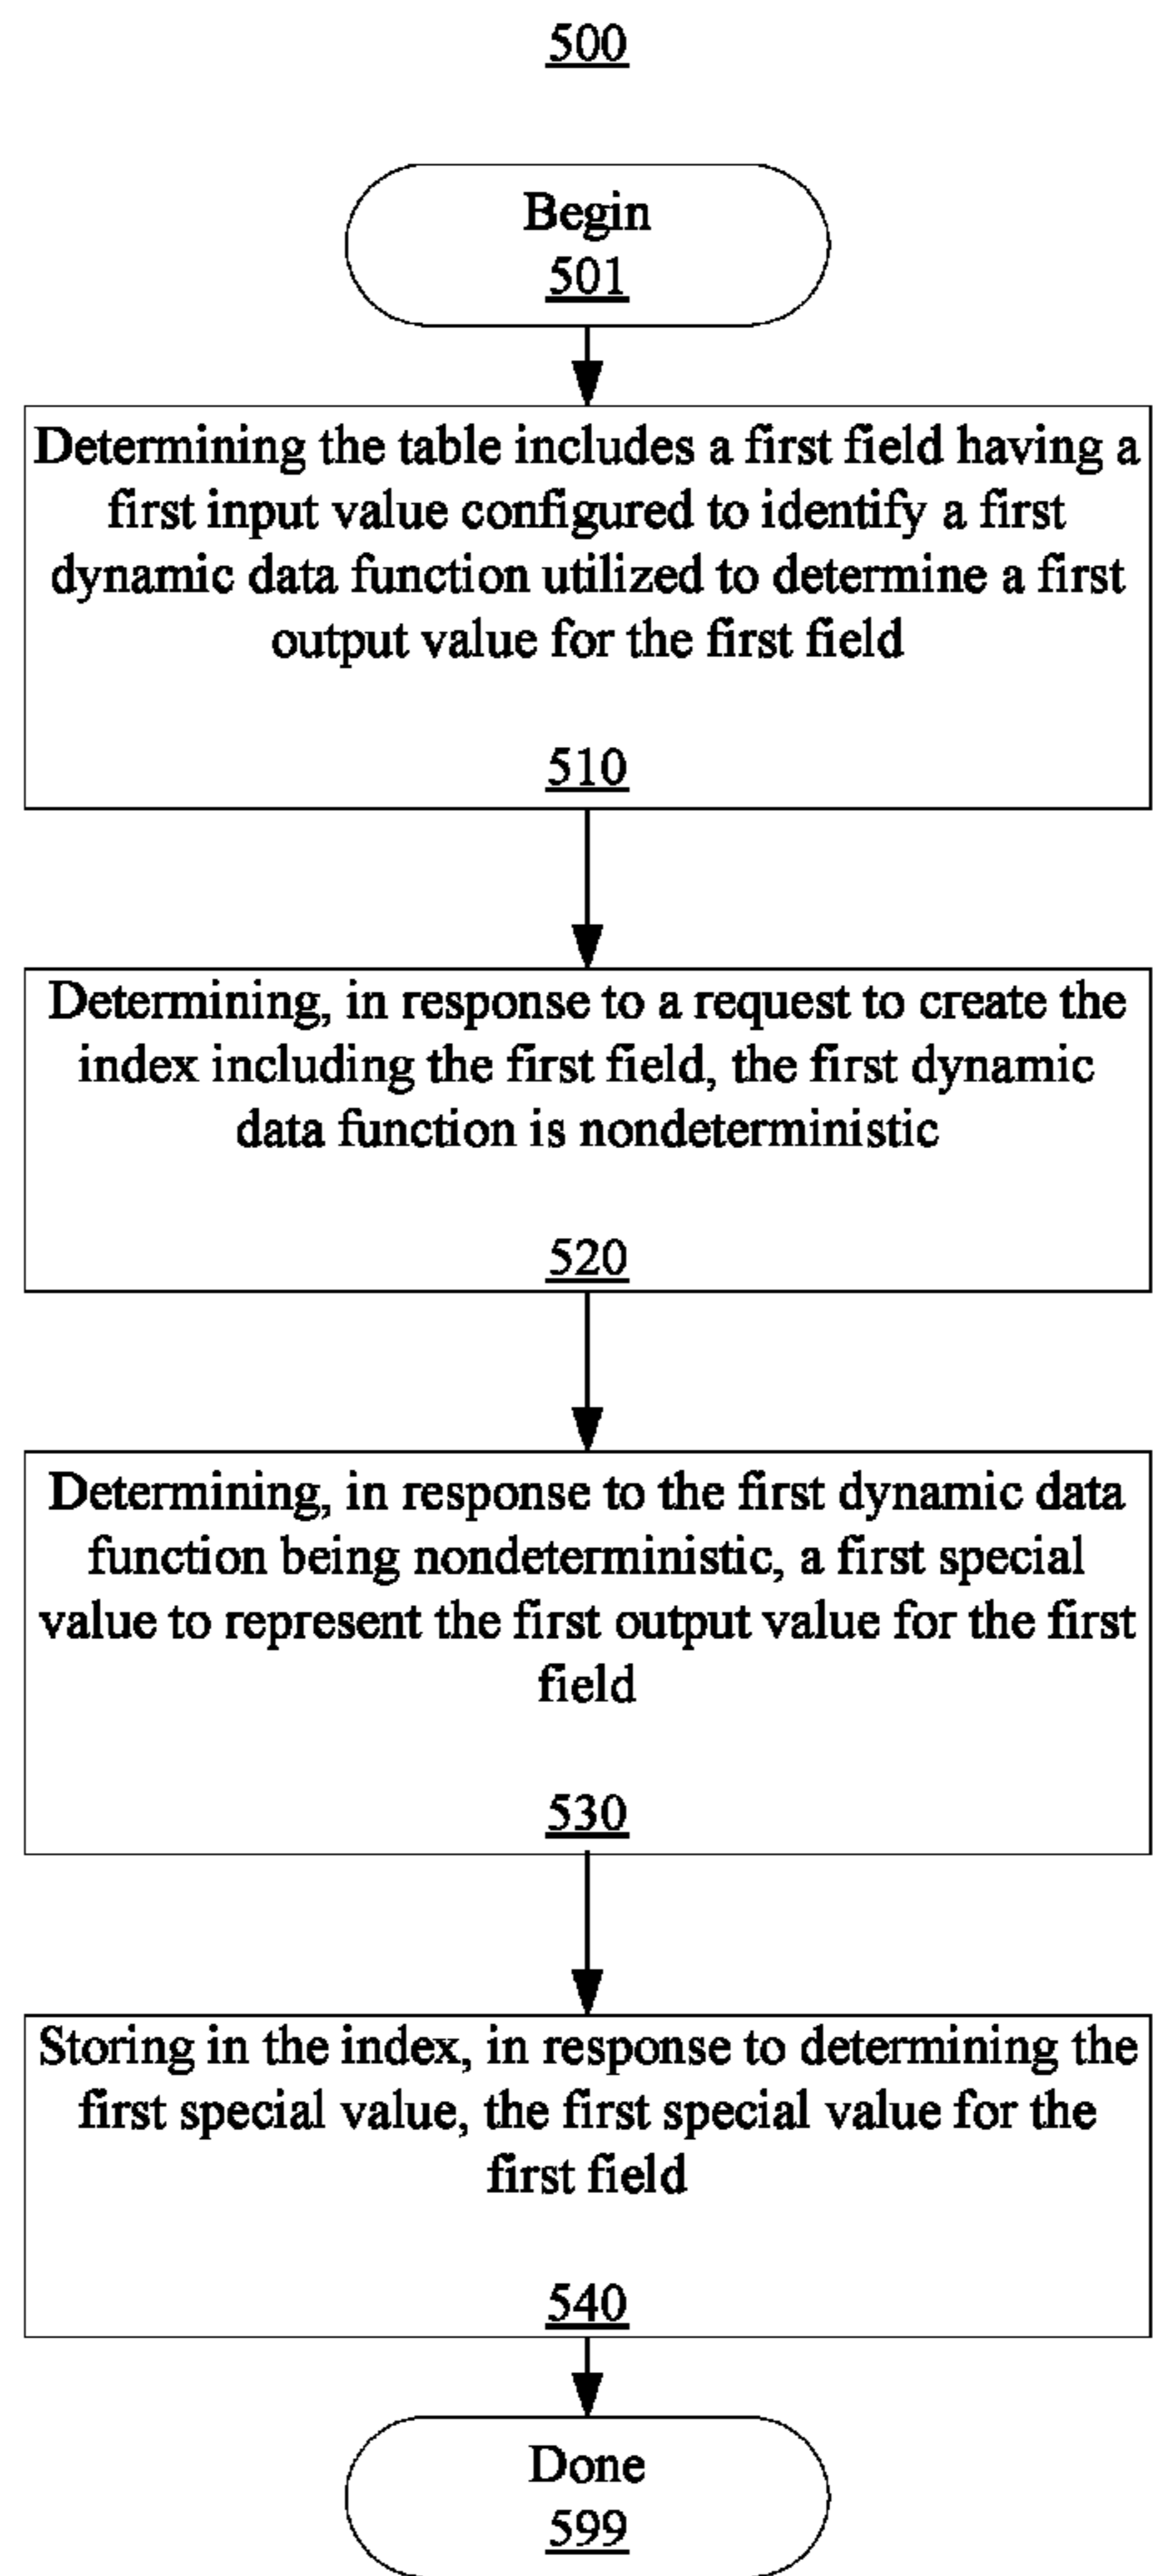 500
Begin
501
Determining the table includes a first field having a
first input value configured to identify a first
dynamic data function utilized to determine a first
output value for the first field
510
Determining, in response to a request to create the
index including the first field, the first dynamic
data function is nondeterministic
520
Determining, in response to the first dynamic data
function being nondeterministic, a first special
value to represent the first output value for the first
field
530
Storing in the index, in response to determining the
first special value, the first special value for the
first field
540
Done
599